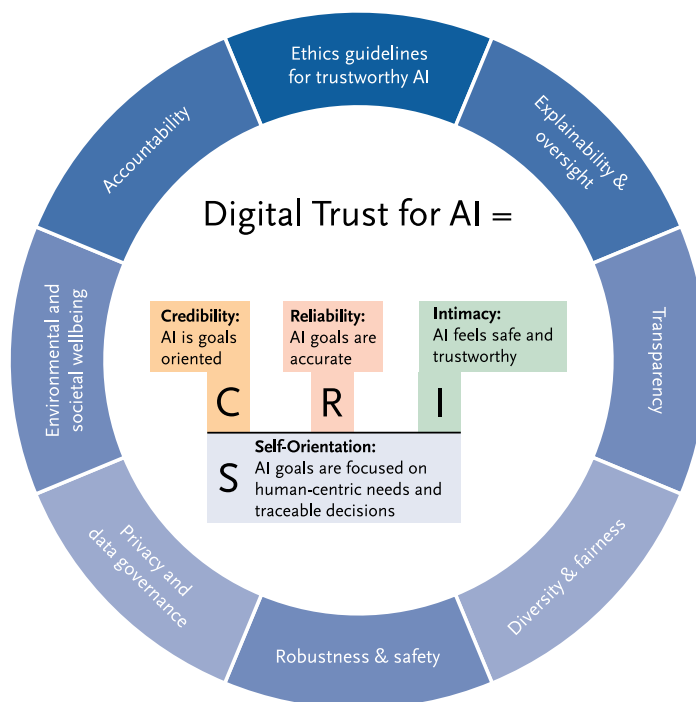 Ethics guidelines
for trustworthy AI
Explainability &
oversight
Transparency
Diversity & fairness
Robustness & safety
Privacy and
data governance
Environmental and
societal wellbeing
Accountability
Digital Trust for AI =
Credibility:
AI is goals
oriented
C
Reliability:
AI goals are
accurate
R
Intimacy:
AI feels safe and
trustworthy
I
S
Self-Orientation:
AI goals are focused on
human-centric needs and
traceable decisions